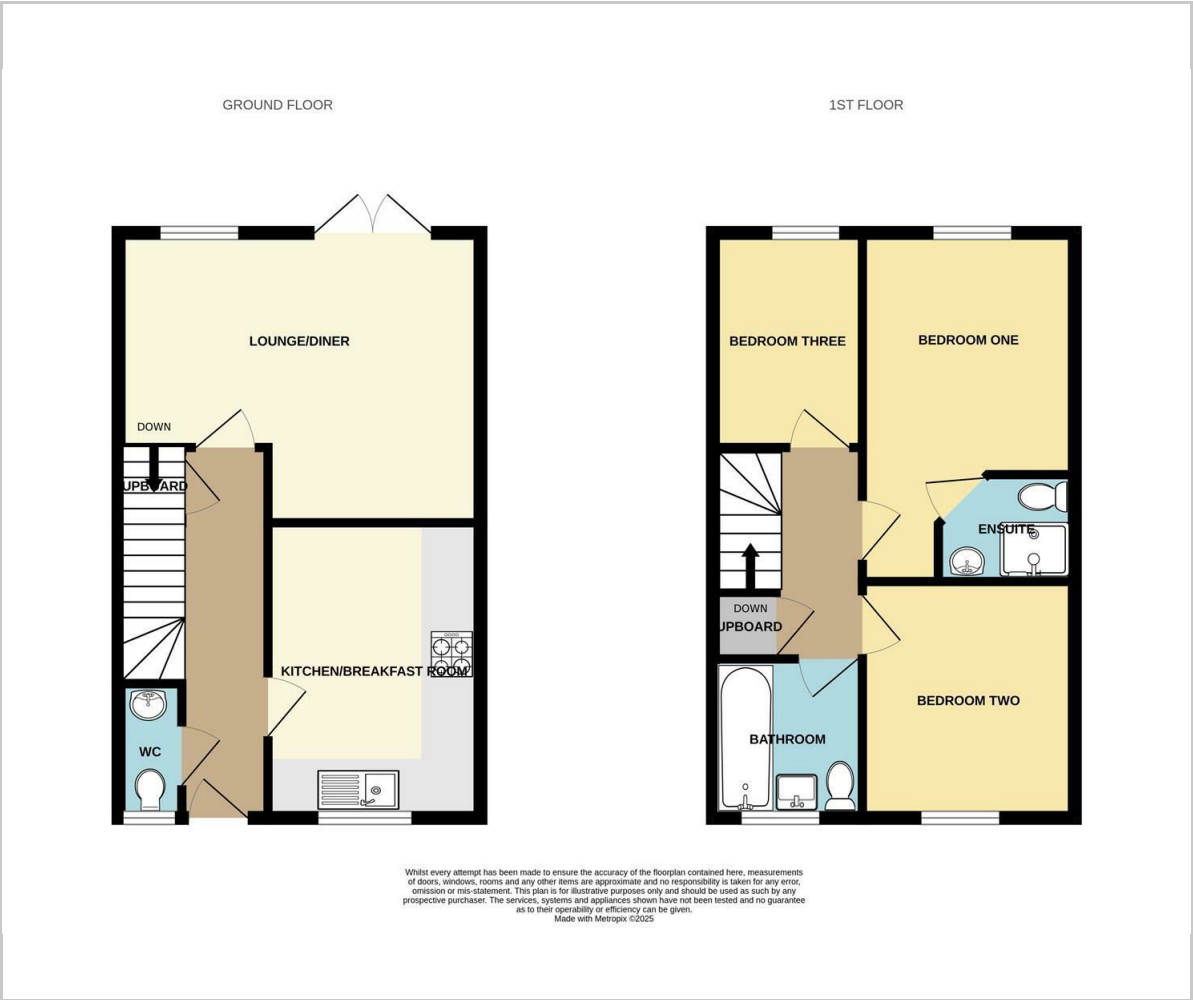 GROUND FLOOR
LOUNGE/DINER
DOWN
UPBOARD
KITCHEN/BREAKFAST ROOM
WC
1ST FLOOR
BEDROOM THREE
BEDROOM ONE
ENSUITE
DOWN
UPBOARD
BEDROOM TWO
BATHROOM
Whilst every attempt has been made to ensure the accuracy of the floorplan contained here, measurements
of doors, windows, rooms and any other items are approximate and no responsibility is taken for any error,
omission or mis-statement. This plan is for illustrative purposes only and should be used as such by any
prospective purchaser. The services, systems and appliances shown have not been tested and no guarantee
as to their operability or efficiency can be given.
Made with Metropix ©2025